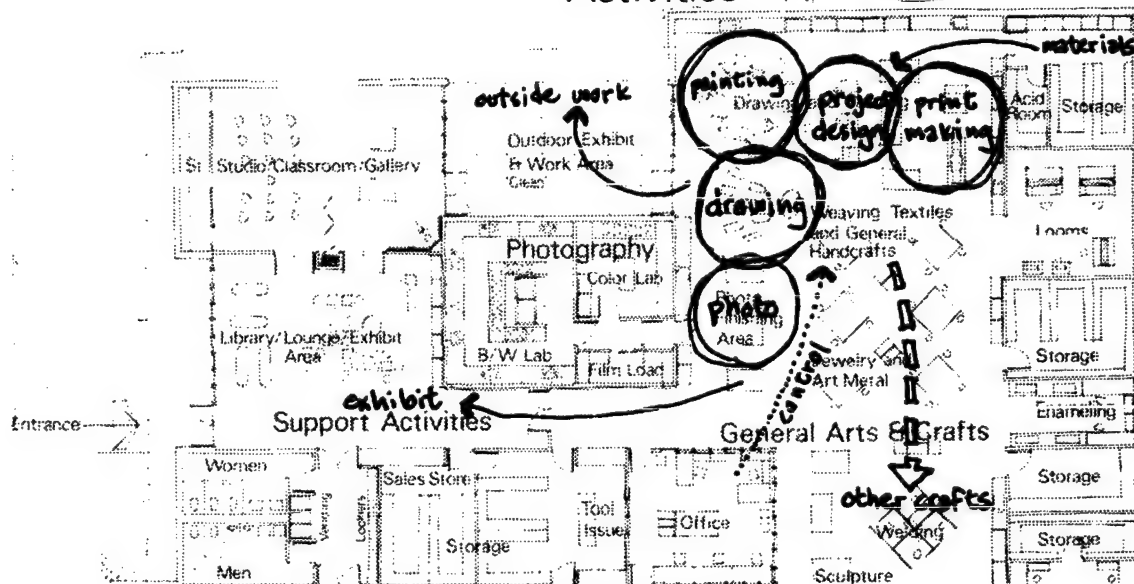 Activities
materials
painting
Drawing
project
design
print
making
Acid
Room
Storage
outside work
Outdoor Exhibit
& Work Area
'Clean'
St
Studio/Classroom/Gallery
drawing
Weaving Textiles
and General
Handcrafts
Looms
Photography
Color Lab
photo
Area
Library/Lounge/Exhibit
Area
B/W Lab
Film Load
Jewelry and
Art Metal
control
Storage
exhibit
Entrance
Support Activities
General Arts & Crafts
Enameling
Women
Sales Store
Storage
other crafts
Tool
Issue
Office
Welding
Lockers
Storage
Storage
Men
Sculpture